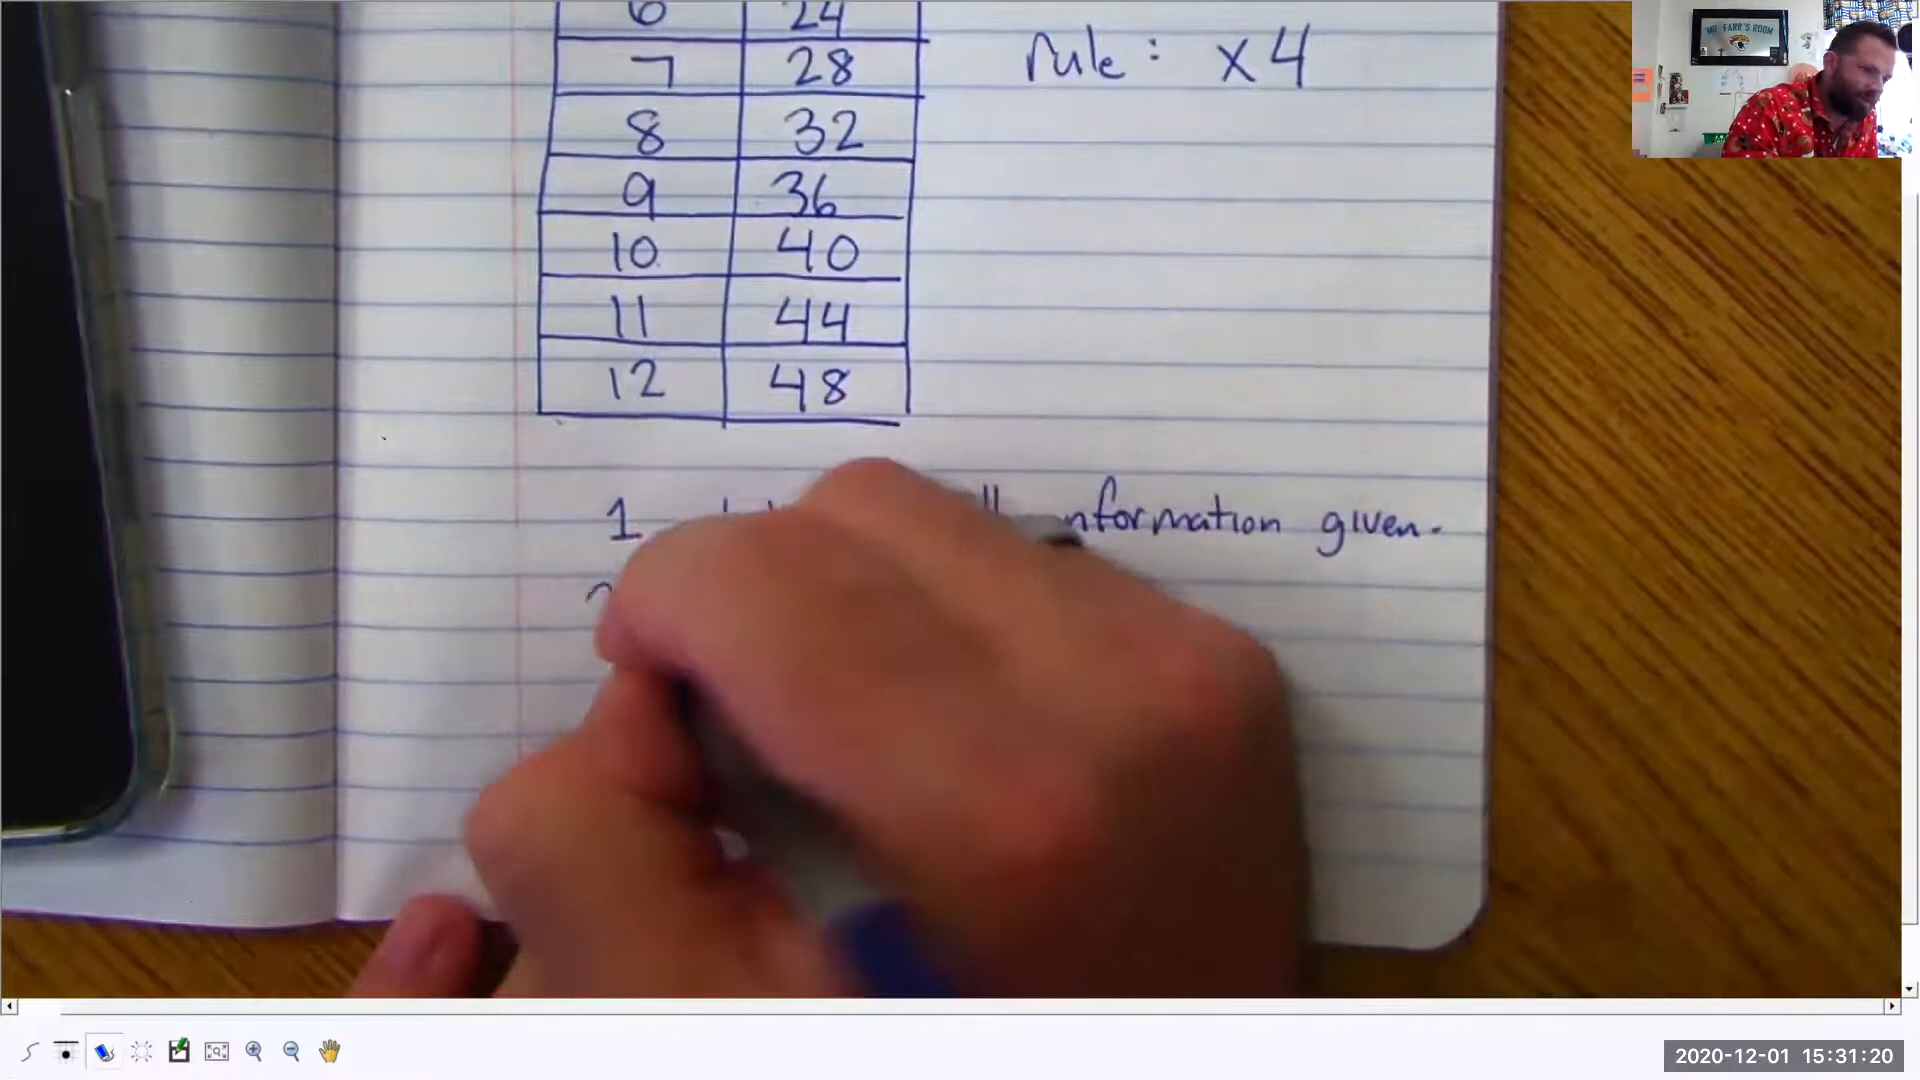 6 24
rule: x4
7 28
8 32
9 36
10 40
11 44
12 48
1 information given.
MR. FARR'S ROOM
2020-12-01 15:31:20